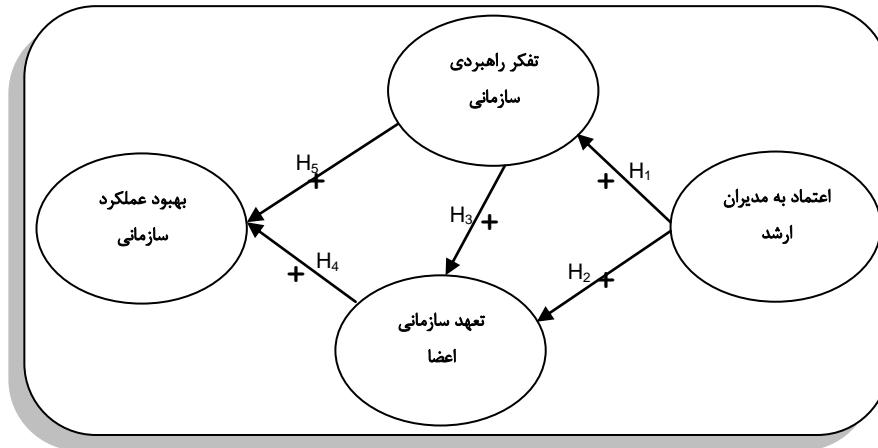 تفکر راهبردی
سازمانی
H5
H1
اعتماد به مدیران
ارشد
بهبود عملکرد
سازمانی
H3
H4
H2
تعهد سازمانی
اعضا
+
+
+
+
+